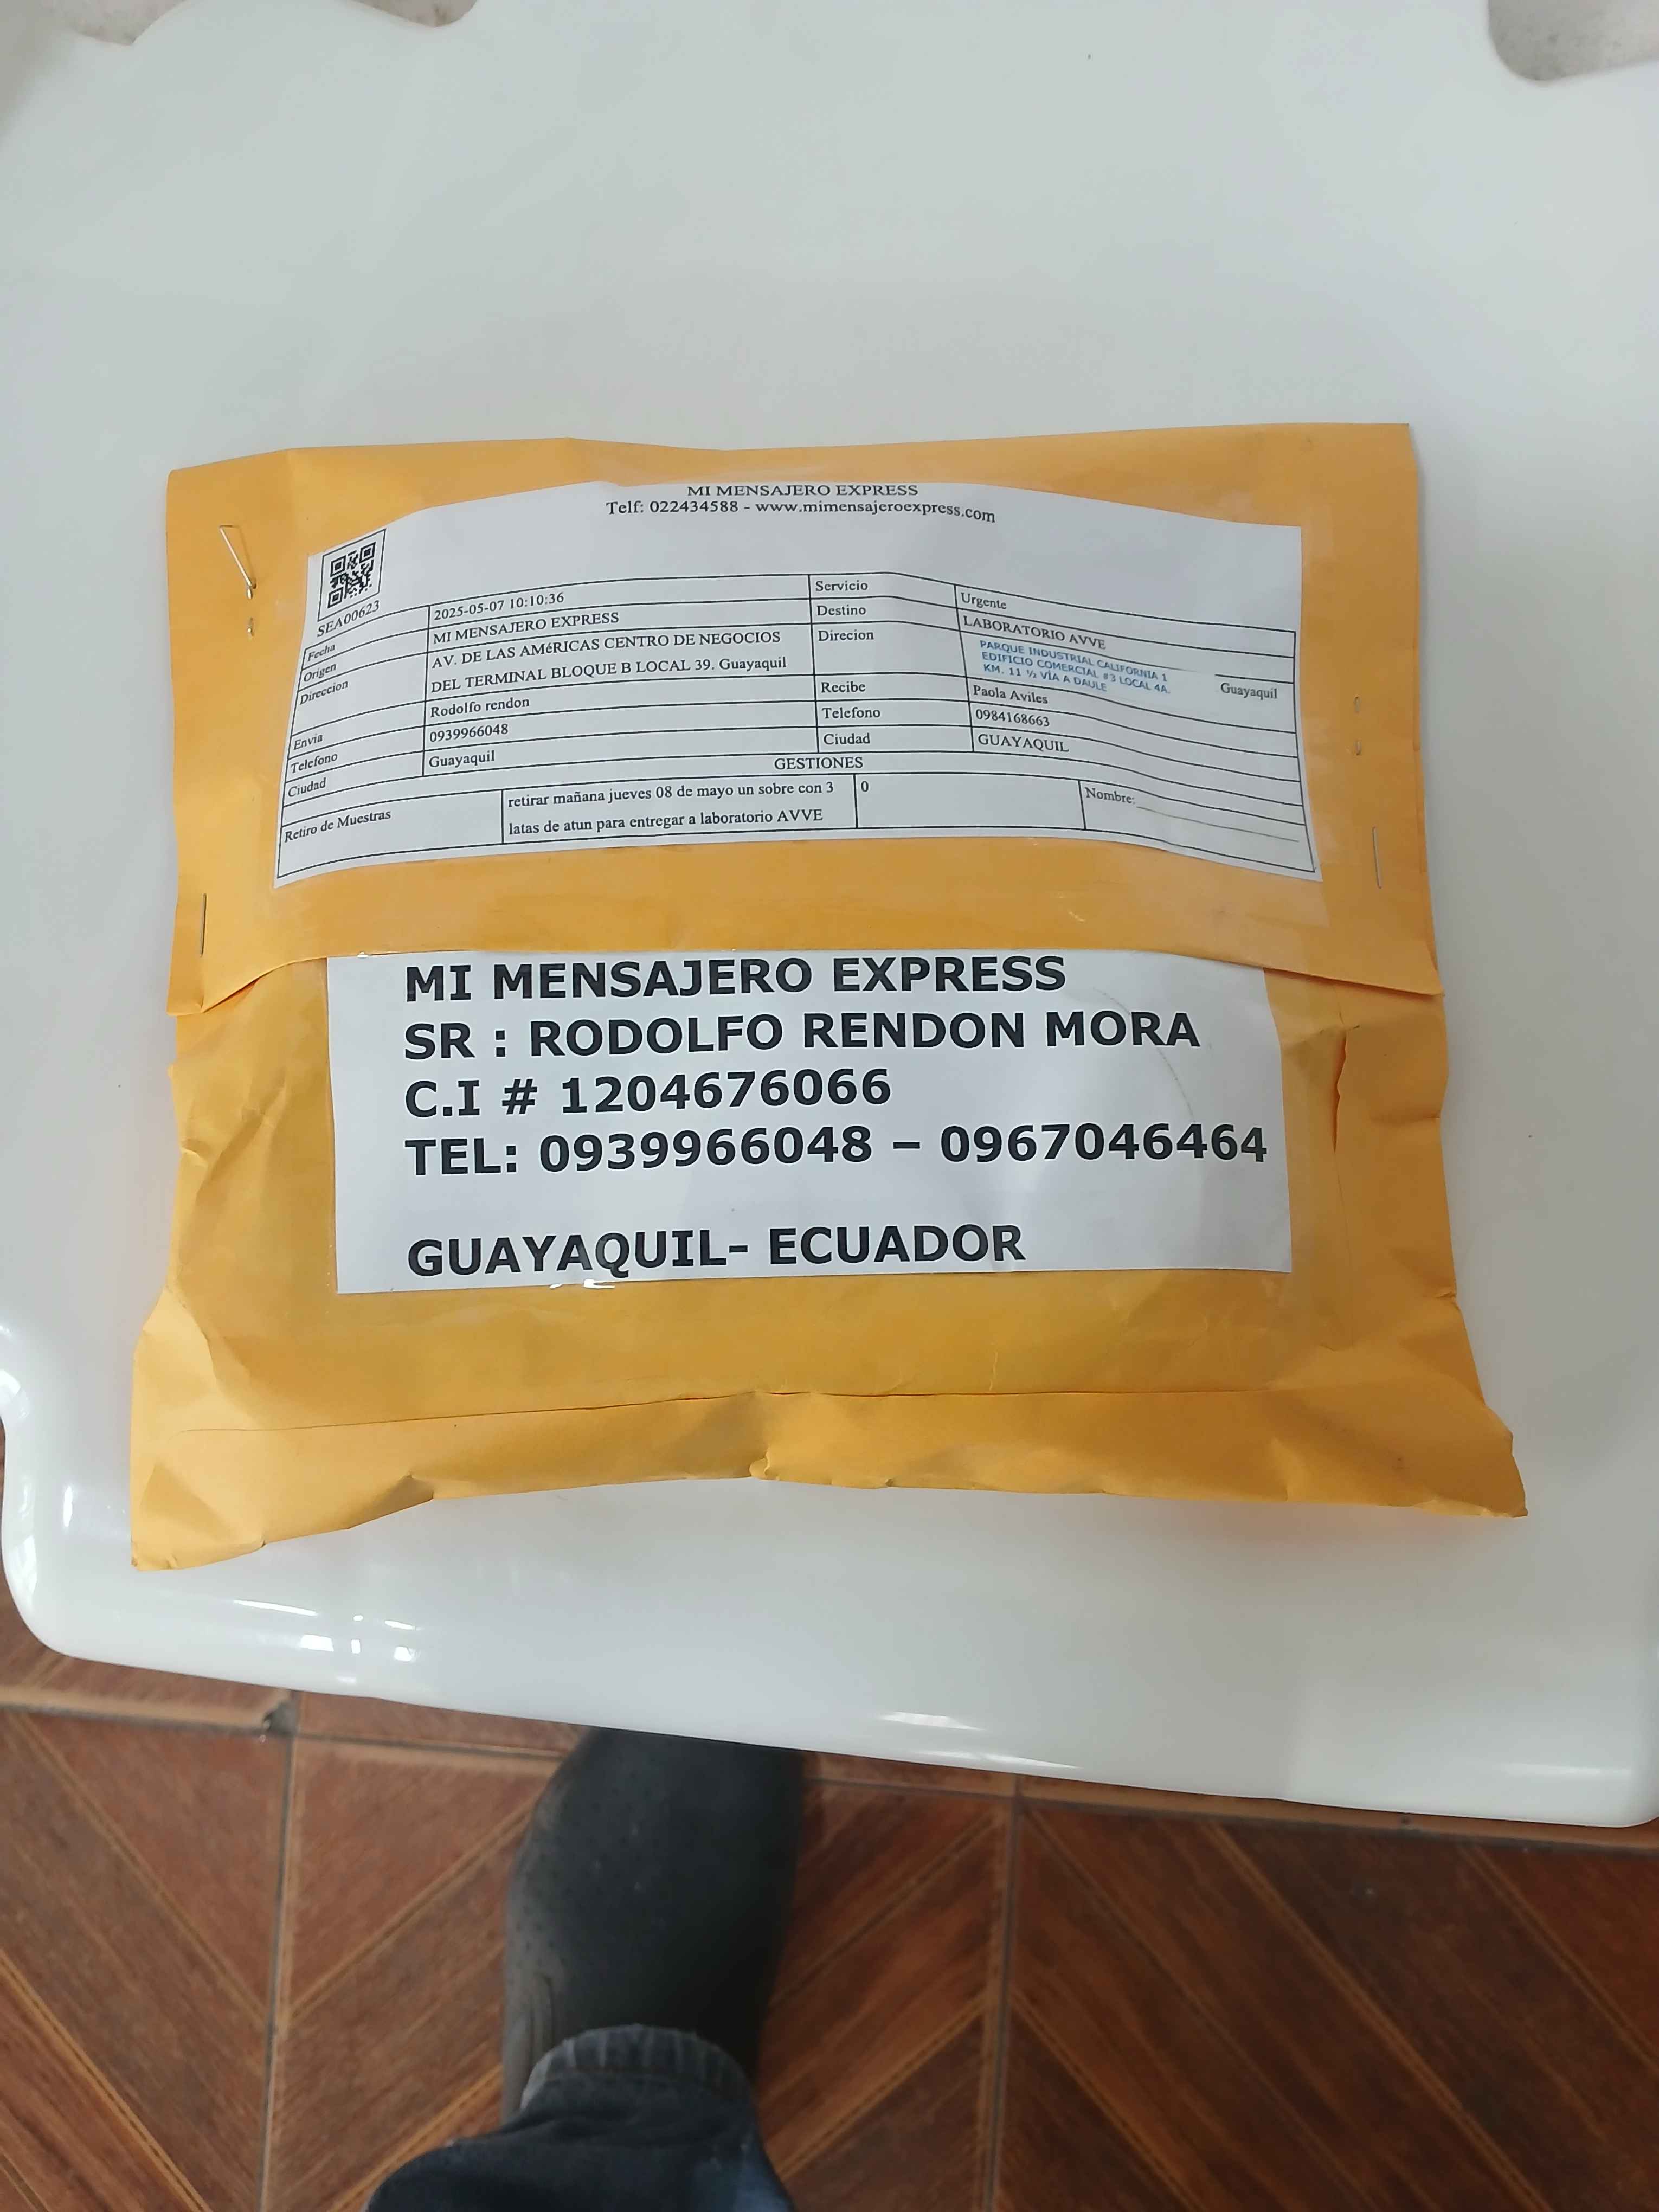 MI MENSAJERO EXPRESS
Telf: 022434588 - www.mimensajeroexpress.com
SEA00623
Fecha 2025-05-07 10:10:36 Servicio Urgente
Origen MI MENSAJERO EXPRESS Destino LABORATORIO AVVE
Direccion AV. DE LAS AMéRICAS CENTRO DE NEGOCIOS
DEL TERMINAL BLOQUE B LOCAL 39. Guayaquil
Direcion PARQUE INDUSTRIAL CALIFORNIA 1
EDIFICIO COMERCIAL #3 LOCAL 4A.
KM. 11 ½ VÍA A DAULE Guayaquil
Envia Rodolfo rendon Recibe Paola Aviles
Telefono 0939966048 Telefono 0984168663
Ciudad Guayaquil Ciudad GUAYAQUIL
GESTIONES
Retiro de Muestras retirar mañana jueves 08 de mayo un sobre con 3 0 Nombre:
latas de atun para entregar a laboratorio AVVE
MI MENSAJERO EXPRESS
SR : RODOLFO RENDON MORA
C.I # 1204676066
TEL: 0939966048 – 0967046464
GUAYAQUIL- ECUADOR